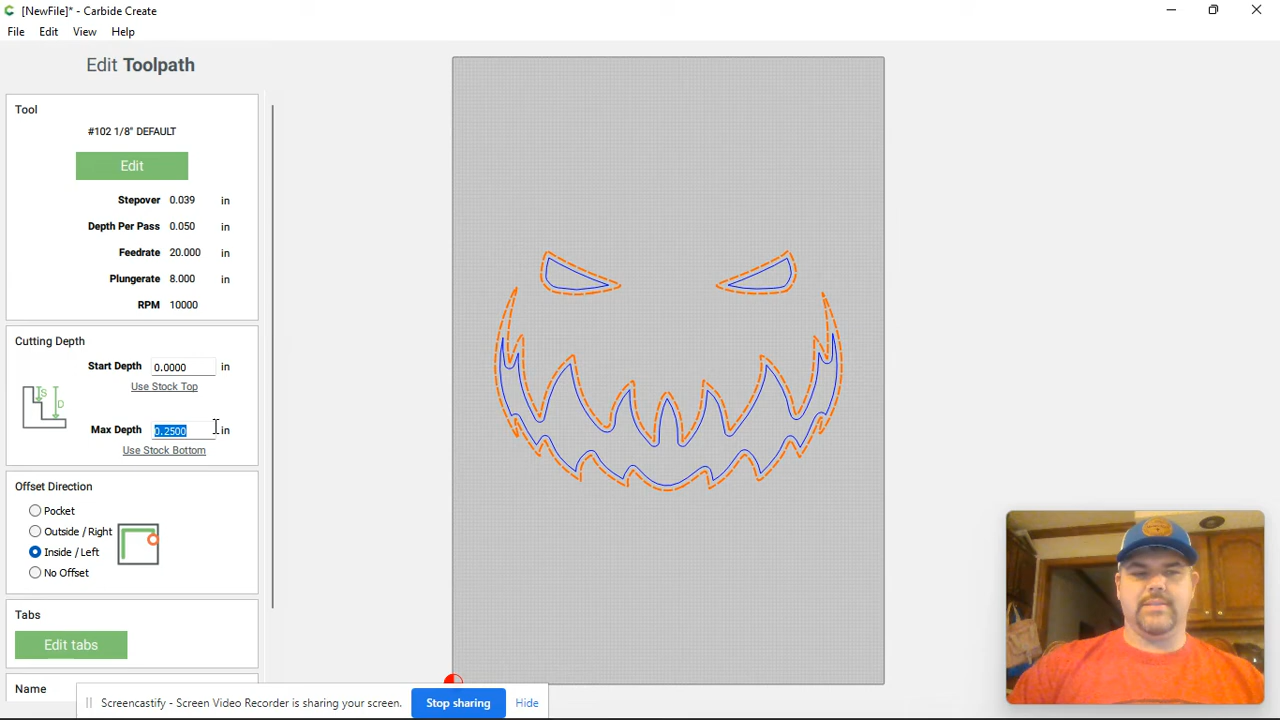 [NewFile]* - Carbide Create
File Edit View Help
Edit Toolpath
Tool
#102 1/8" DEFAULT
Edit
Stepover 0.039 in
Depth Per Pass 0.050 in
Feedrate 20.000 in
Plungerate 8.000 in
RPM 10000
Cutting Depth
Start Depth 0.0000 in
Use Stock Top
S
D
Max Depth 0.2500 in
Use Stock Bottom
Offset Direction
Pocket
Outside / Right
Inside / Left
No Offset
Tabs
Edit tabs
Name
Screencastify - Screen Video Recorder is sharing your screen. Stop sharing Hide